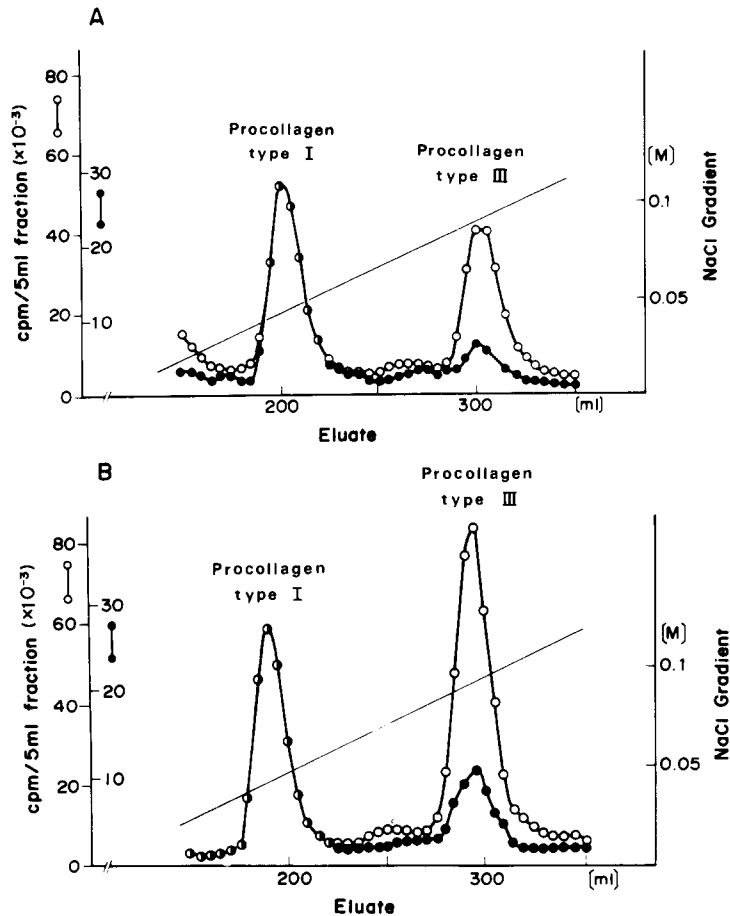 A
80
60
40
20
0
30
20
10
cpm/5ml fraction (×10⁻³)
Procollagen
type I
Procollagen
type III
[M]
0.1
0.05
NaCl Gradient
200
300
[ml]
Eluate
B
80
60
40
20
0
30
20
10
cpm/5ml fraction (×10⁻³)
Procollagen
type I
Procollagen
type III
[M]
0.1
0.05
NaCl Gradient
200
300
[ml]
Eluate